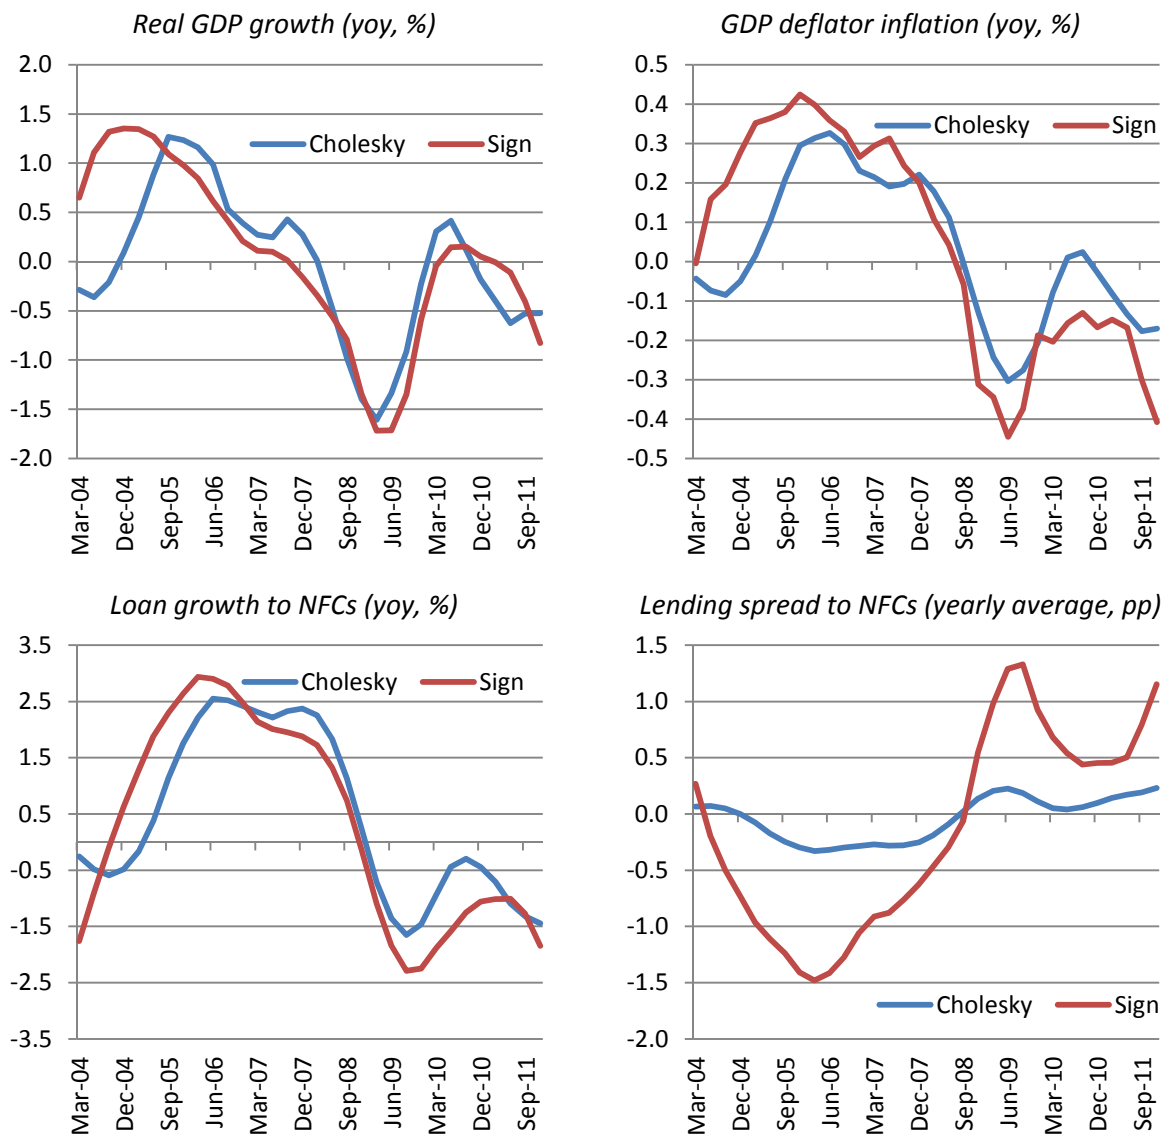 Real GDP growth (yoy, %)
2.0
1.5
1.0
0.5
0.0
-0.5
-1.0
-1.5
-2.0
Cholesky
Sign
Mar-04
Dec-04
Sep-05
Jun-06
Mar-07
Dec-07
Sep-08
Jun-09
Mar-10
Dec-10
Sep-11
GDP deflator inflation (yoy, %)
0.5
0.4
0.3
0.2
0.1
0.0
-0.1
-0.2
-0.3
-0.4
-0.5
Cholesky
Sign
Mar-04
Dec-04
Sep-05
Jun-06
Mar-07
Dec-07
Sep-08
Jun-09
Mar-10
Dec-10
Sep-11
Loan growth to NFCs (yoy, %)
3.5
2.5
1.5
0.5
-0.5
-1.5
-2.5
-3.5
Cholesky
Sign
Mar-04
Dec-04
Sep-05
Jun-06
Mar-07
Dec-07
Sep-08
Jun-09
Mar-10
Dec-10
Sep-11
Lending spread to NFCs (yearly average, pp)
1.5
1.0
0.5
0.0
-0.5
-1.0
-1.5
-2.0
Cholesky
Sign
Mar-04
Dec-04
Sep-05
Jun-06
Mar-07
Dec-07
Sep-08
Jun-09
Mar-10
Dec-10
Sep-11